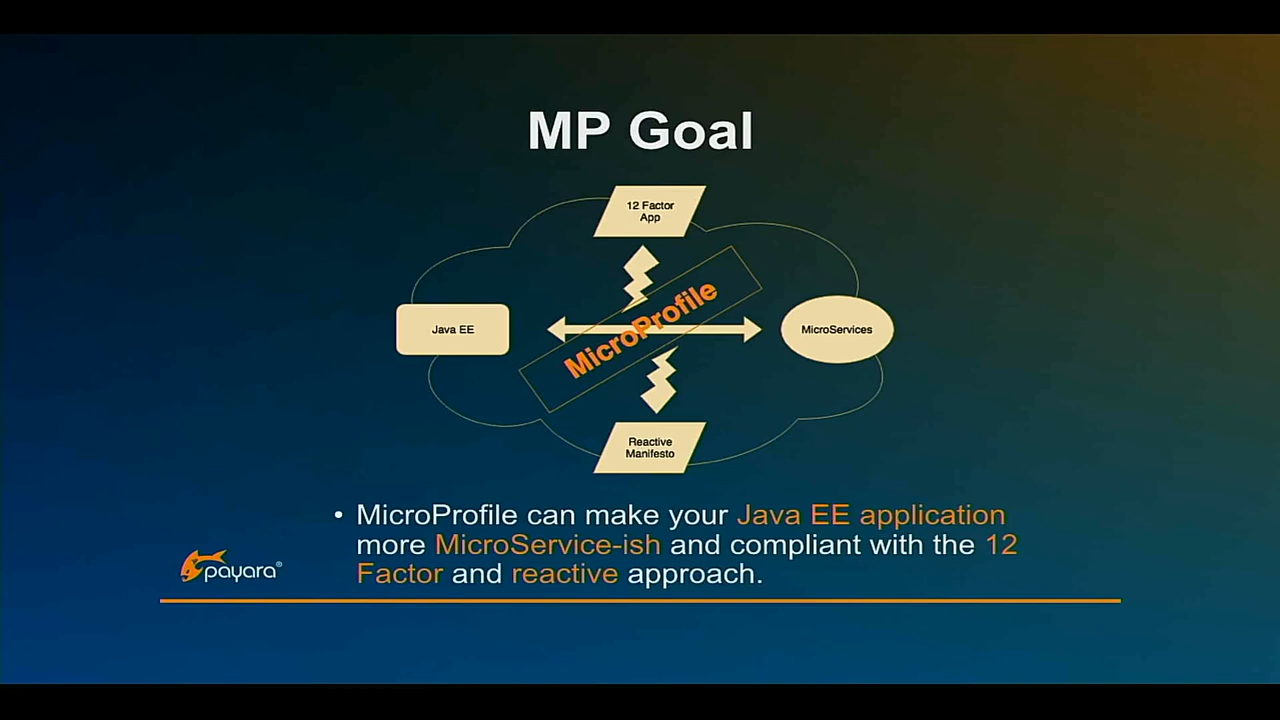 MP Goal
12 Factor
App
MicroProfile
Java EE
MicroServices
Reactive
Manifesto
• MicroProfile can make your Java EE application
more MicroService-ish and compliant with the 12
Factor and reactive approach.
payara®